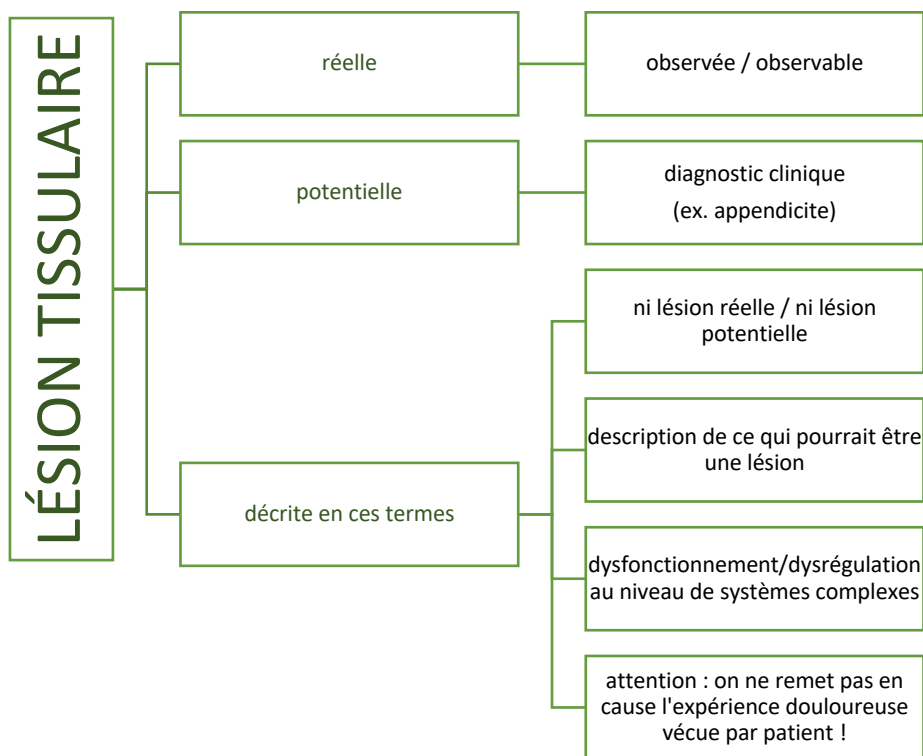 LÉSION TISSULAIRE
réelle
observée / observable
potentielle
diagnostic clinique
(ex. appendicite)
décrite en ces termes
ni lésion réelle / ni lésion
potentielle
description de ce qui pourrait être
une lésion
dysfonctionnement/dysrégulation
au niveau de systèmes complexes
attention : on ne remet pas en
cause l'expérience douloureuse
vécue par patient !